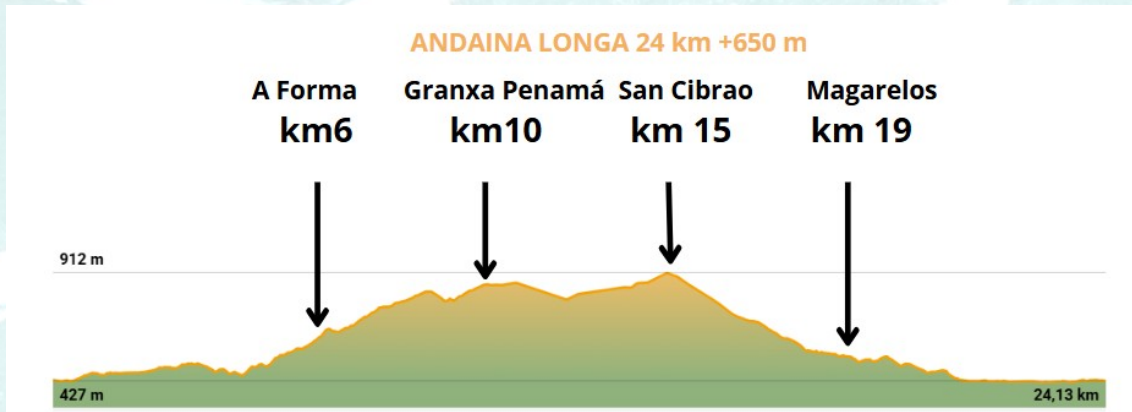 ANDAINA LONGA 24 km +650 m
A Forma
km6
Granxa Penamá
km10
San Cibrao
km 15
Magarelos
km 19
912 m
427 m
24,13 km